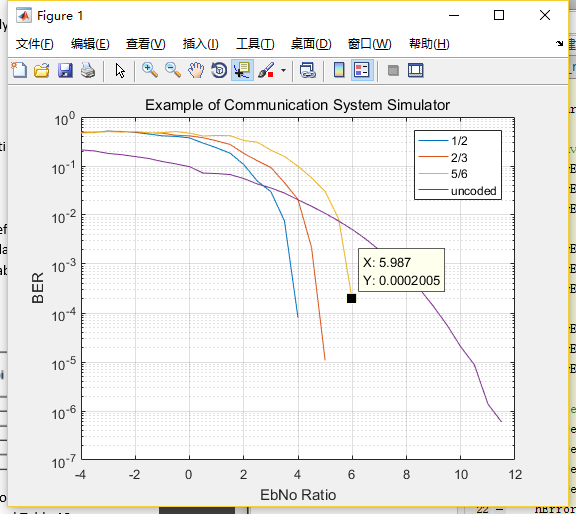 Figure 1
文件(F) 编辑(E) 查看(V) 插入(I) 工具(T) 桌面(D) 窗口(W) 帮助(H)
Example of Communication System Simulator
10^0
10^-1
10^-2
10^-3
10^-4
10^-5
10^-6
10^-7
BER
1/2
2/3
5/6
uncoded
X: 5.987
Y: 0.0002005
-4 -2 0 2 4 6 8 10 12
EbNo Ratio